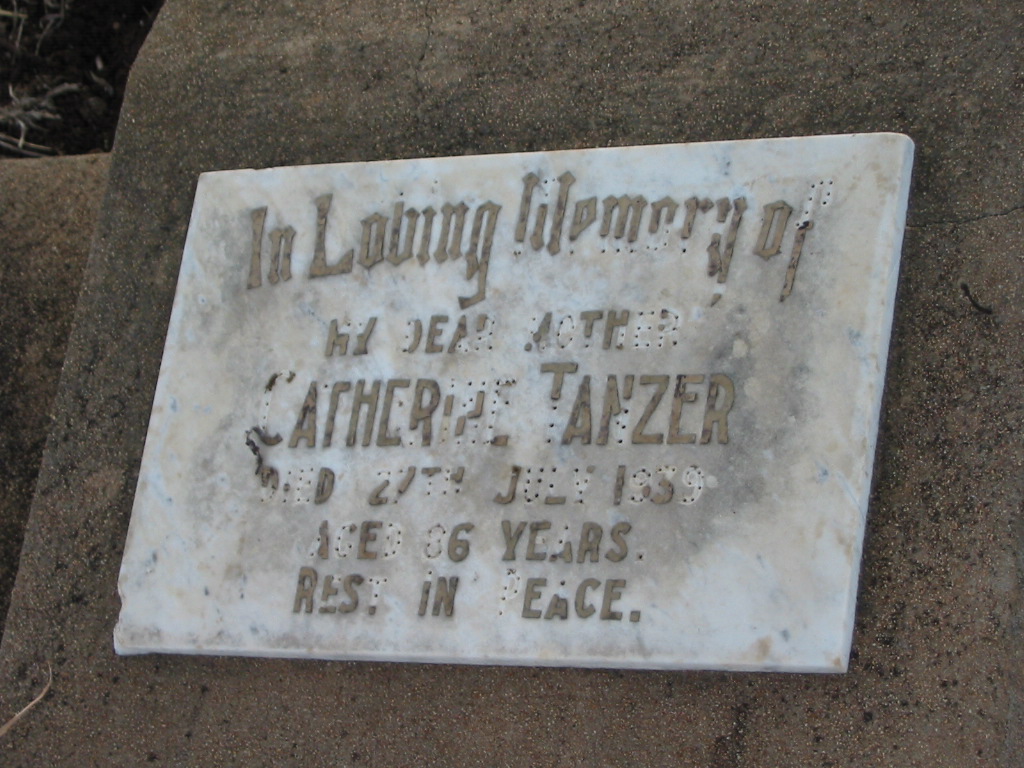 In Loving Memory of
MY DEAR MOTHER
CATHERINE TANZER
DIED 27TH JULY 1939
AGED 86 YEARS.
REST IN PEACE.